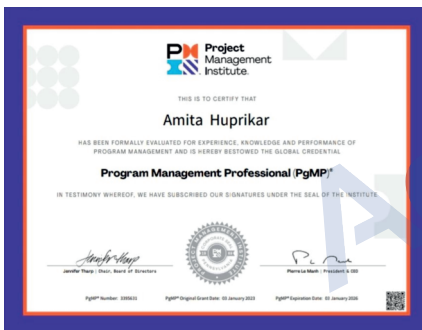 Project
Management
Institute.
THIS IS TO CERTIFY THAT
Amita Huprikar
HAS BEEN FORMALLY EVALUATED FOR EXPERIENCE, KNOWLEDGE AND PERFORMANCE OF
PROGRAM MANAGEMENT AND IS HEREBY BESTOWED THE GLOBAL CREDENTIAL
Program Management Professional (PgMP)®
IN TESTIMONY WHEREOF, WE HAVE SUBSCRIBED OUR SIGNATURES UNDER THE SEAL OF THE INSTITUTE
Jennifer Tharp | Chair, Board of Directors
Pierre Le Manh | President & CEO
PgMP® Number:
PgMP® Original Grant Date: 03 January
PgMP® Expiration Date: 03 January 2026